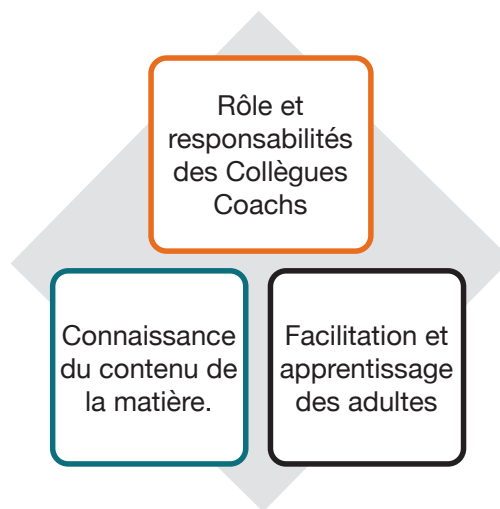 Rôle et
responsabilités
des Collègues
Coachs
Connaissance
du contenu de
la matière.
Facilitation et
apprentissage
des adultes